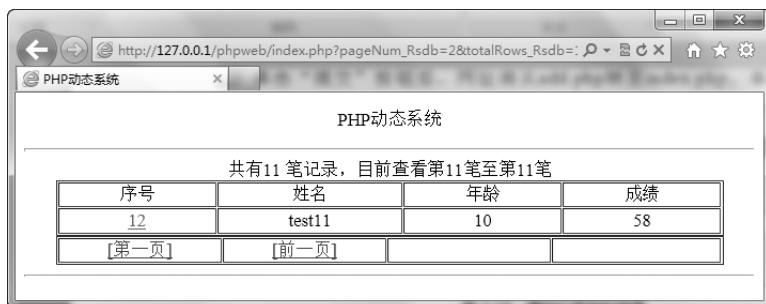 http://127.0.0.1/phpweb/index.php?pageNum_Rsdb=2&totalRows_Rsdb=
PHP动态系统
PHP动态系统
共有11 笔记录，目前查看第11笔至第11笔
序号 姓名 年龄 成绩
12 test11 10 58
[第一页] [前一页]